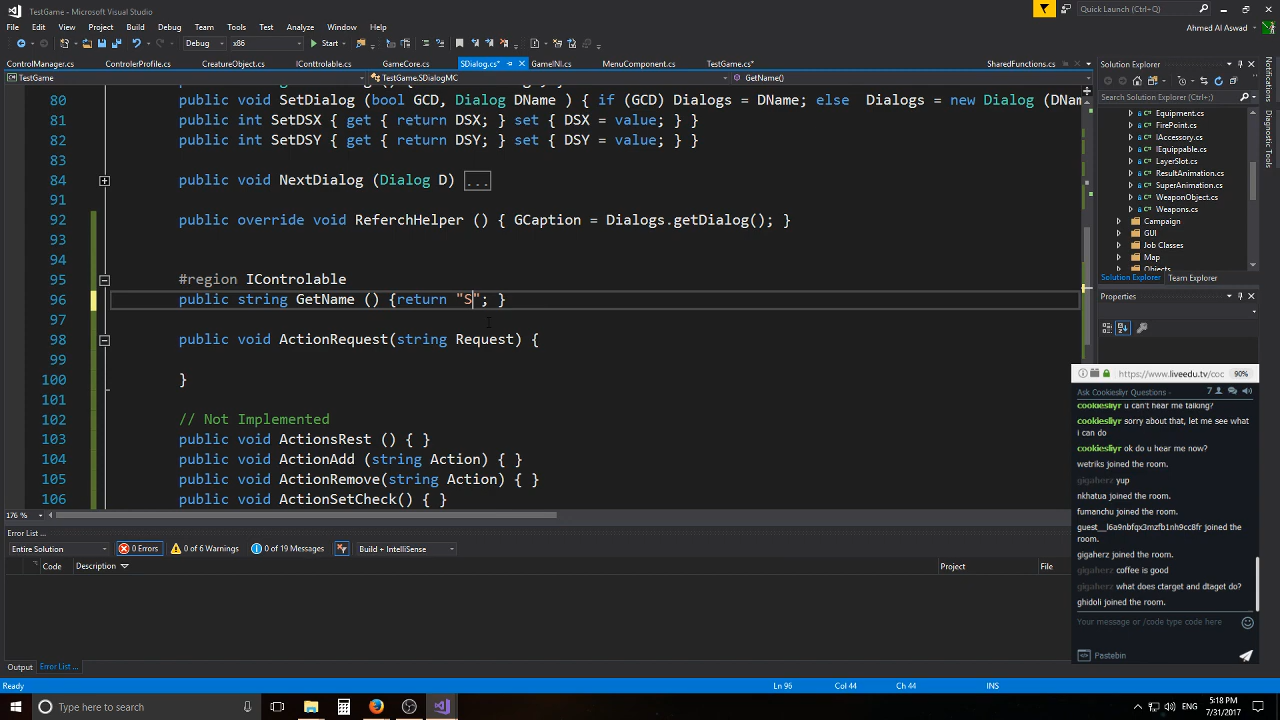 TestGame - Microsoft Visual Studio
Quick Launch (Ctrl+Q)
File Edit View Project Build Debug Team Tools Test Analyze Window Help
Ahmed Al Aswad
Debug x86 Start
ControlManager.cs ControlerProfile.cs CreatureObject.cs IControlable.cs GameCore.cs SDialog.cs* GameINI.cs MenuComponent.cs TestGame.cs* SharedFunctions.cs
TestGame TestGame.SDialogMC GetName()
80 public void SetDialog (bool GCD, Dialog DName ) { if (GCD) Dialogs = DName; else Dialogs = new Dialog (DNam
81 public int SetDSX { get { return DSX; } set { DSX = value; } }
82 public int SetDSY { get { return DSY; } set { DSY = value; } }
83
84 public void NextDialog (Dialog D) ...
91
92 public override void ReferchHelper () { GCaption = Dialogs.getDialog(); }
93
94
95 #region IControlable
96 public string GetName () {return "S"; }
97
98 public void ActionRequest(string Request) {
99
100 }
101
102 // Not Implemented
103 public void ActionsRest () { }
104 public void ActionAdd (string Action) { }
105 public void ActionRemove(string Action) { }
106 public void ActionSetCheck() { }
176 %
Solution Explorer
Search Solution Explorer (Ctrl+;)
Equipment.cs
FirePoint.cs
IAccessory.cs
IEquippable.cs
LayerSlot.cs
ResultAnimation.cs
SuperAnimation.cs
WeaponObject.cs
Weapons.cs
Campaign
GUI
Job Classes
Map
Objects
Solution Explorer Team Explorer
Properties
Notifications
Diagnostic Tools
https://www.liveedu.tv/coc 90%
Ask Cookieslyr Questions - 7
cookieslyr u can't hear me talking?
cookieslyr sorry about that, let me see what
i can do
cookieslyr ok do u hear me now?
wetriks joined the room.
gigaherz yup
nkhatua joined the room.
fumanchu joined the room.
guest__l6a9nbfqx3mzfb1nh9cc8fr joined the
room.
gigaherz joined the room.
gigaherz coffee is good
gigaherz what does ctarget and dtaget do?
ghidoli joined the room.
Your message or /code type code here
Pastebin
Error List ...
Entire Solution 0 Errors 0 of 6 Warnings 0 of 19 Messages Build + IntelliSense
Code Description Project File
Output Error List ...
Ready Ln 96 Col 44 Ch 44 INS
Type here to search
5:18 PM
7/31/2017